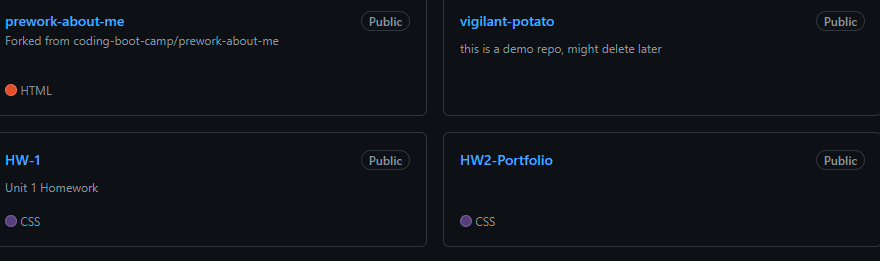 prework-about-me
Public
Forked from coding-boot-camp/prework-about-me
HTML
vigilant-potato
Public
this is a demo repo, might delete later
HW-1
Public
Unit 1 Homework
CSS
HW2-Portfolio
Public
CSS